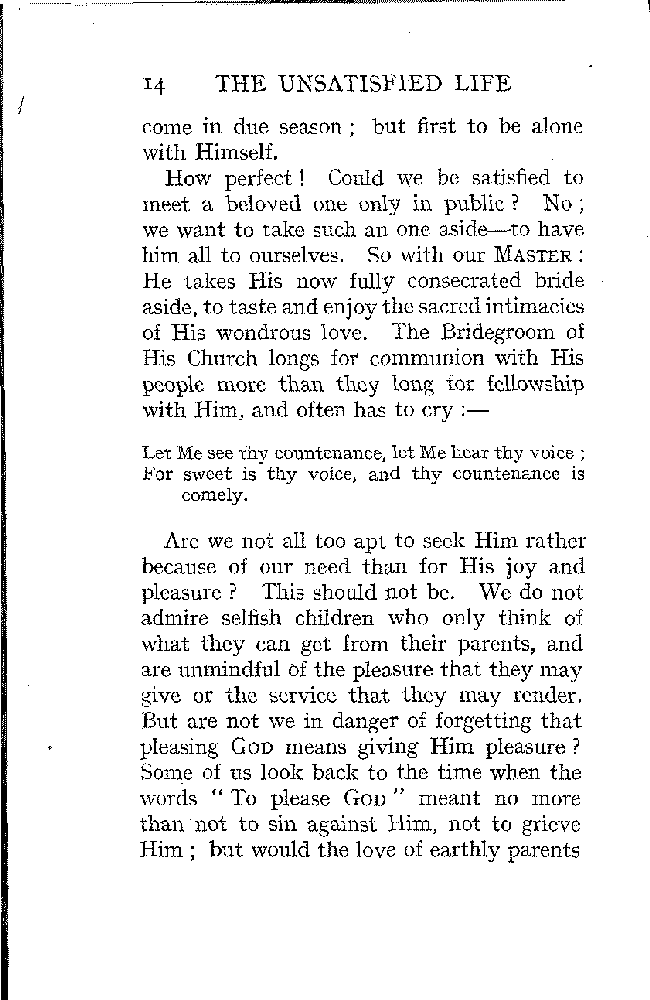 14 THE UNSATISFIED LIFE
come in due season ; but first to be alone
with Himself.
How perfect ! Could we be satisfied to
meet a beloved one only in public ? No ;
we want to take such an one aside—to have
him all to ourselves. So with our MASTER :
He takes His now fully consecrated bride
aside, to taste and enjoy the sacred intimacies
of His wondrous love. The Bridegroom of
His Church longs for communion with His
people more than they long for fellowship
with Him, and often has to cry :—
Let Me see thy countenance, let Me hear thy voice ;
For sweet is thy voice, and thy countenance is
comely.
Are we not all too apt to seek Him rather
because of our need than for His joy and
pleasure ? This should not be. We do not
admire selfish children who only think of
what they can get from their parents, and
are unmindful of the pleasure that they may
give or the service that they may render.
But are not we in danger of forgetting that
pleasing GOD means giving Him pleasure ?
Some of us look back to the time when the
words “ To please GOD ” meant no more
than not to sin against Him, not to grieve
Him ; but would the love of earthly parents